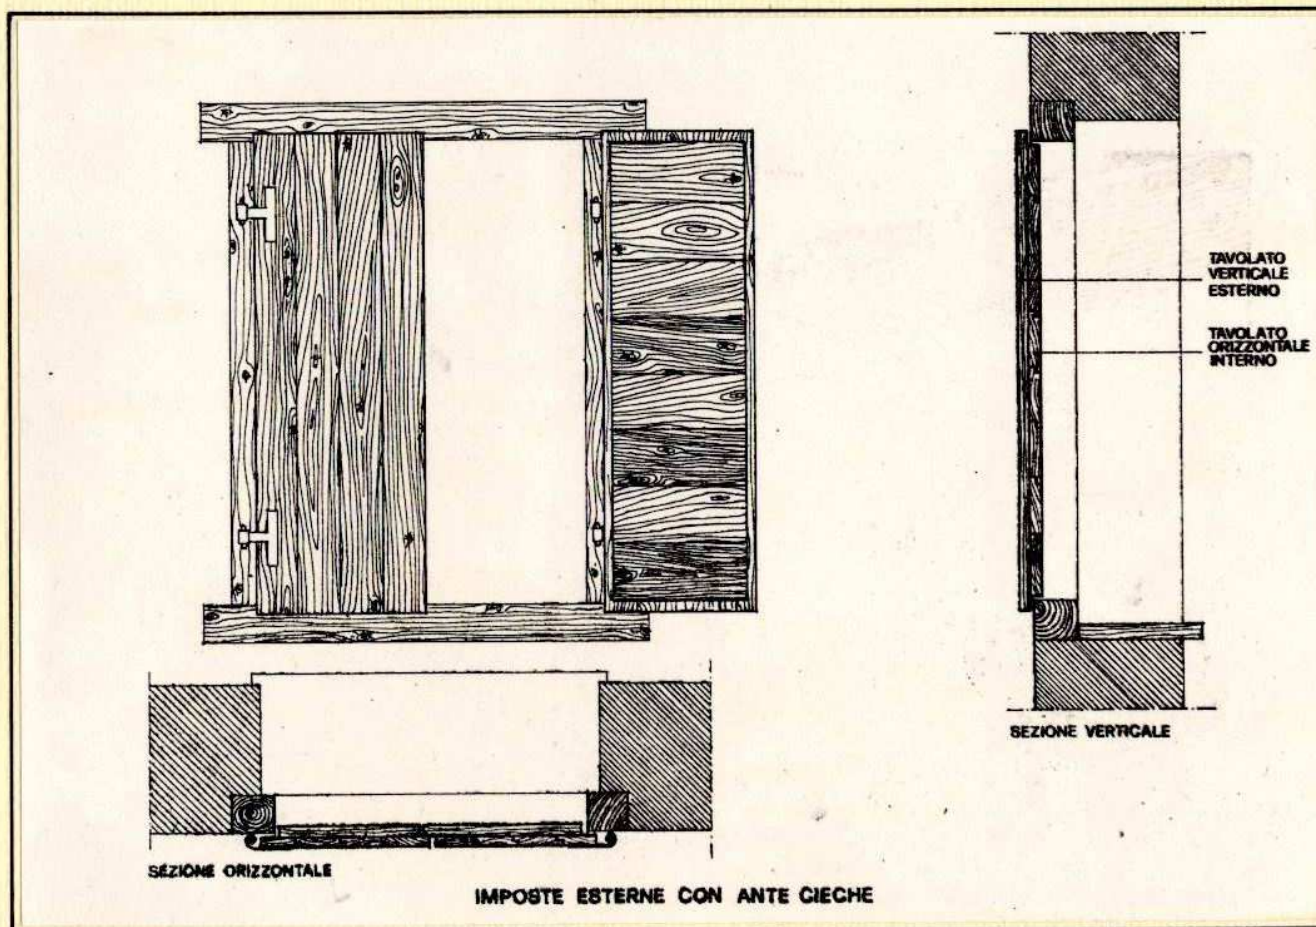 TAVOLATO
VERTICALE
ESTERNO
TAVOLATO
ORIZZONTALE
INTERNO
SEZIONE VERTICALE
SEZIONE ORIZZONTALE
IMPOSTE ESTERNE CON ANTE CIECHE